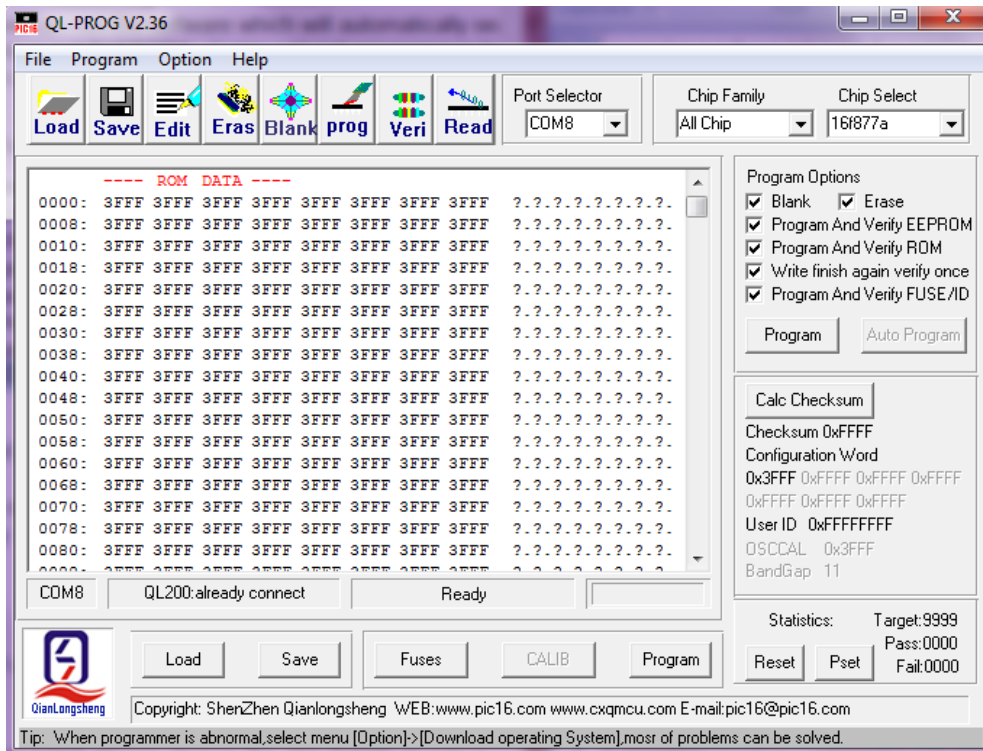 QL-PROG V2.36
File Program Option Help
Load Save Edit Eras Blank prog Veri Read
Port Selector
COM8
Chip Family
All Chip
Chip Select
16f877a
---- ROM DATA ----
0000: 3FFF 3FFF 3FFF 3FFF 3FFF 3FFF 3FFF 3FFF ?.?.?.?.?.?.?.?.
0008: 3FFF 3FFF 3FFF 3FFF 3FFF 3FFF 3FFF 3FFF ?.?.?.?.?.?.?.?.
0010: 3FFF 3FFF 3FFF 3FFF 3FFF 3FFF 3FFF 3FFF ?.?.?.?.?.?.?.?.
0018: 3FFF 3FFF 3FFF 3FFF 3FFF 3FFF 3FFF 3FFF ?.?.?.?.?.?.?.?.
0020: 3FFF 3FFF 3FFF 3FFF 3FFF 3FFF 3FFF 3FFF ?.?.?.?.?.?.?.?.
0028: 3FFF 3FFF 3FFF 3FFF 3FFF 3FFF 3FFF 3FFF ?.?.?.?.?.?.?.?.
0030: 3FFF 3FFF 3FFF 3FFF 3FFF 3FFF 3FFF 3FFF ?.?.?.?.?.?.?.?.
0038: 3FFF 3FFF 3FFF 3FFF 3FFF 3FFF 3FFF 3FFF ?.?.?.?.?.?.?.?.
0040: 3FFF 3FFF 3FFF 3FFF 3FFF 3FFF 3FFF 3FFF ?.?.?.?.?.?.?.?.
0048: 3FFF 3FFF 3FFF 3FFF 3FFF 3FFF 3FFF 3FFF ?.?.?.?.?.?.?.?.
0050: 3FFF 3FFF 3FFF 3FFF 3FFF 3FFF 3FFF 3FFF ?.?.?.?.?.?.?.?.
0058: 3FFF 3FFF 3FFF 3FFF 3FFF 3FFF 3FFF 3FFF ?.?.?.?.?.?.?.?.
0060: 3FFF 3FFF 3FFF 3FFF 3FFF 3FFF 3FFF 3FFF ?.?.?.?.?.?.?.?.
0068: 3FFF 3FFF 3FFF 3FFF 3FFF 3FFF 3FFF 3FFF ?.?.?.?.?.?.?.?.
0070: 3FFF 3FFF 3FFF 3FFF 3FFF 3FFF 3FFF 3FFF ?.?.?.?.?.?.?.?.
0078: 3FFF 3FFF 3FFF 3FFF 3FFF 3FFF 3FFF 3FFF ?.?.?.?.?.?.?.?.
0080: 3FFF 3FFF 3FFF 3FFF 3FFF 3FFF 3FFF 3FFF ?.?.?.?.?.?.?.?.
COM8 QL200:already connect Ready
Program Options
Blank Erase
Program And Verify EEPROM
Program And Verify ROM
Write finish again verify once
Program And Verify FUSE/ID
Program Auto Program
Calc Checksum
Checksum 0xFFFF
Configuration Word
0x3FFF 0xFFFF 0xFFFF 0xFFFF
0xFFFF 0xFFFF 0xFFFF
User ID 0xFFFFFFFF
OSCCAL 0x3FFF
BandGap 11
Statistics: Target:9999
Pass:0000
Reset Pset Fail:0000
QianLongsheng
Load Save Fuses CALIB Program
Copyright: ShenZhen Qianlongsheng WEB:www.pic16.com www.cxqmcu.com E-mail:pic16@pic16.com
Tip: When programmer is abnormal,select menu [Option]->[Download operating System],mosr of problems can be solved.